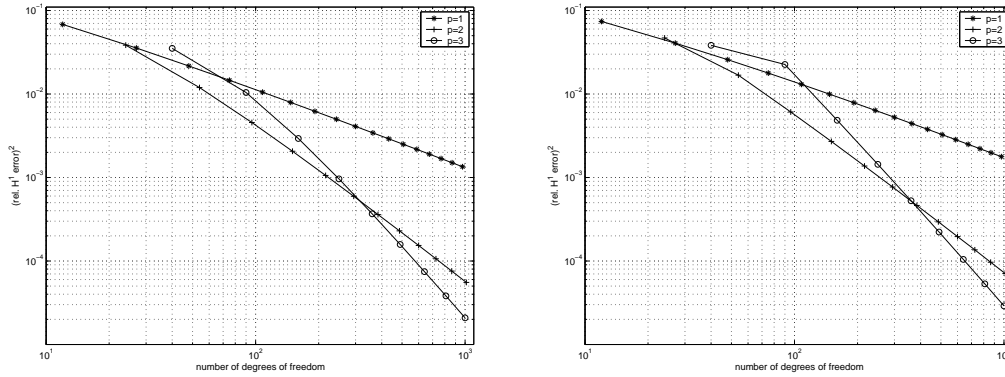 10^-1
10^-2
10^-3
10^-4
(rel. H^1 error)^2
10^1
10^2
10^3
number of degrees of freedom
p=1
p=2
p=3
10^-1
10^-2
10^-3
10^-4
(rel. H^1 error)^2
10^1
10^2
10^3
number of degrees of freedom
p=1
p=2
p=3